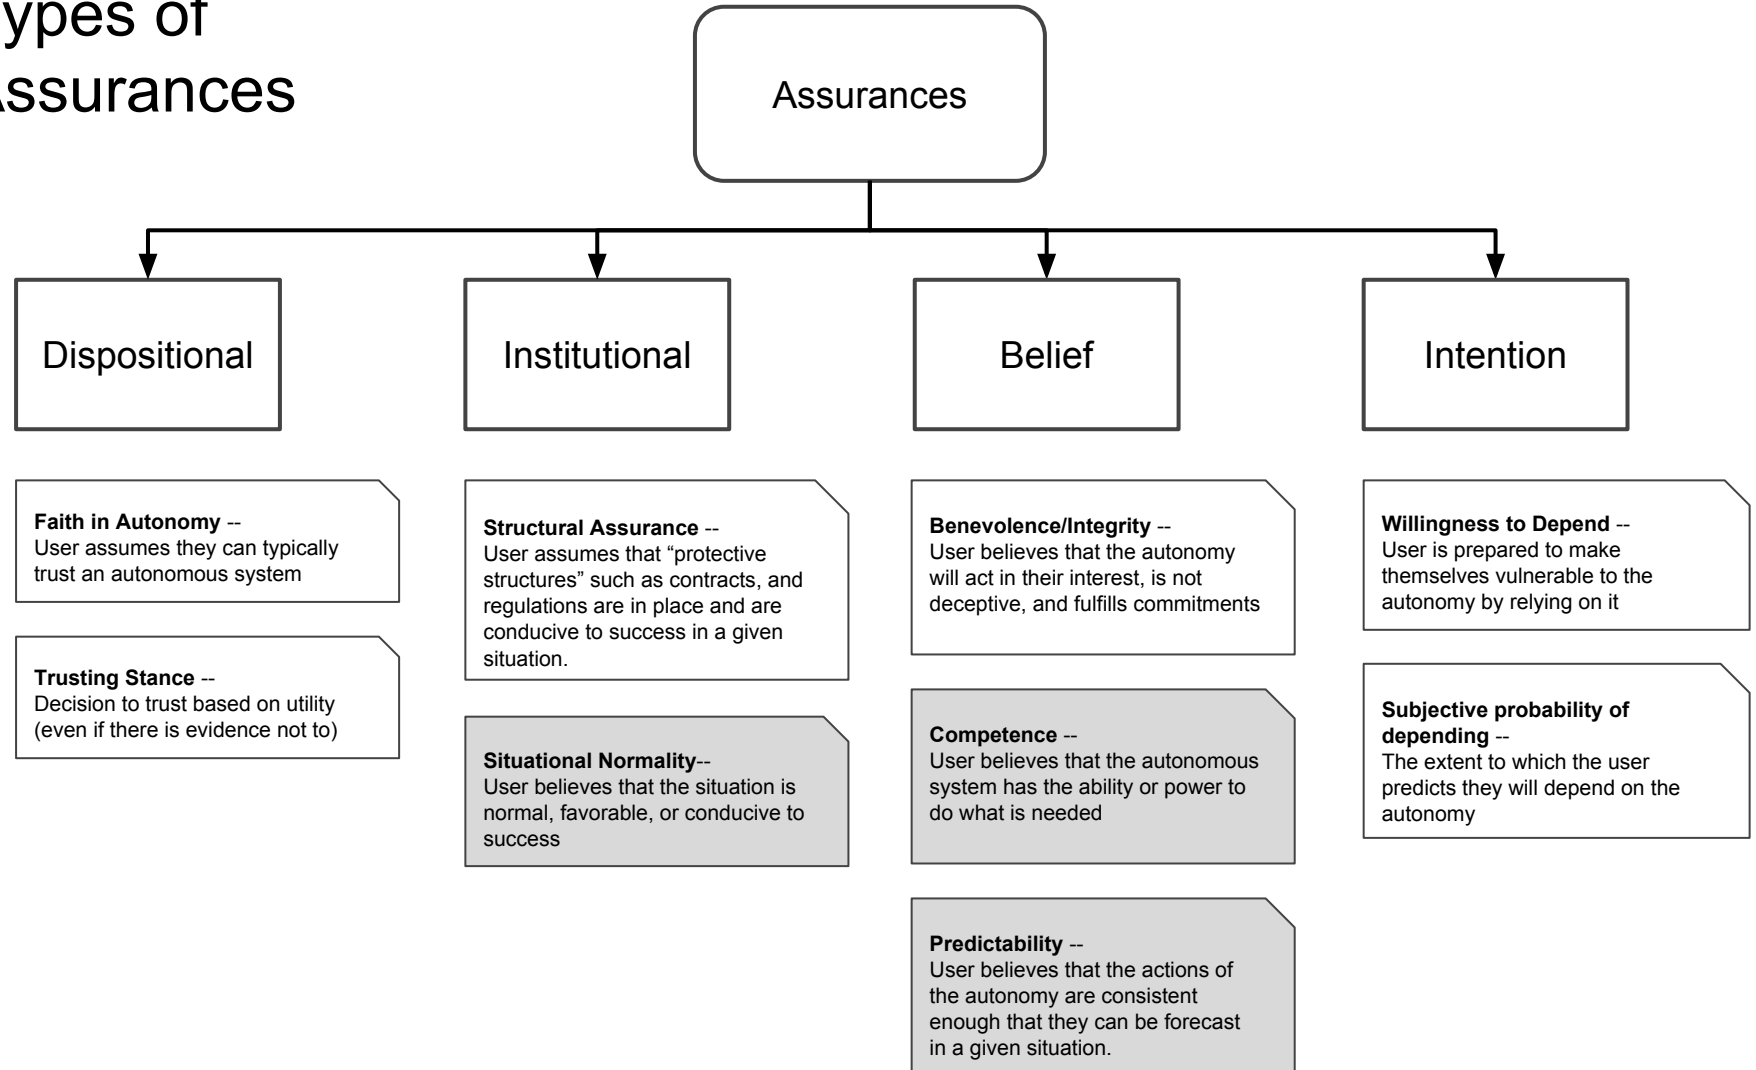 ypes of
ssurances
Assurances
Dispositional
Institutional
Belief
Intention
Faith in Autonomy --
User assumes they can typically
trust an autonomous system
Trusting Stance --
Decision to trust based on utility
(even if there is evidence not to)
Structural Assurance --
User assumes that “protective
structures” such as contracts, and
regulations are in place and are
conducive to success in a given
situation.
Situational Normality--
User believes that the situation is
normal, favorable, or conducive to
success
Benevolence/Integrity --
User believes that the autonomy
will act in their interest, is not
deceptive, and fulfills commitments
Competence --
User believes that the autonomous
system has the ability or power to
do what is needed
Predictability --
User believes that the actions of
the autonomy are consistent
enough that they can be forecast
in a given situation.
Willingness to Depend --
User is prepared to make
themselves vulnerable to the
autonomy by relying on it
Subjective probability of
depending --
The extent to which the user
predicts they will depend on the
autonomy